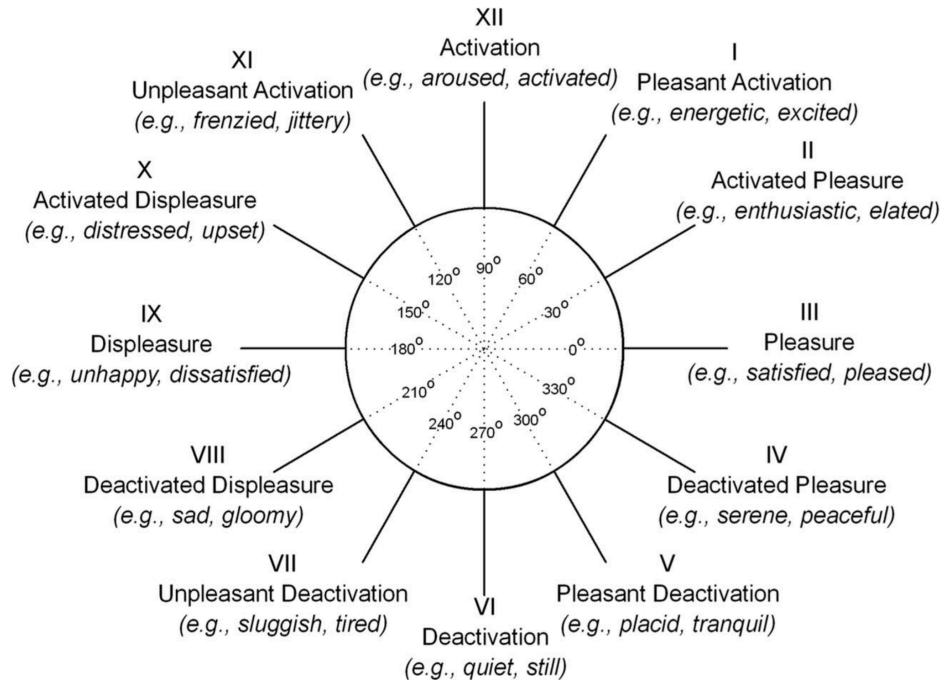 XII
Activation
(e.g., aroused, activated)
I
Pleasant Activation
(e.g., energetic, excited)
II
Activated Pleasure
(e.g., enthusiastic, elated)
III
Pleasure
(e.g., satisfied, pleased)
IV
Deactivated Pleasure
(e.g., serene, peaceful)
V
Pleasant Deactivation
(e.g., placid, tranquil)
VI
Deactivation
(e.g., quiet, still)
VII
Unpleasant Deactivation
(e.g., sluggish, tired)
VIII
Deactivated Displeasure
(e.g., sad, gloomy)
IX
Displeasure
(e.g., unhappy, dissatisfied)
X
Activated Displeasure
(e.g., distressed, upset)
XI
Unpleasant Activation
(e.g., frenzied, jittery)
90°
60°
30°
0°
330°
300°
270°
240°
210°
180°
150°
120°